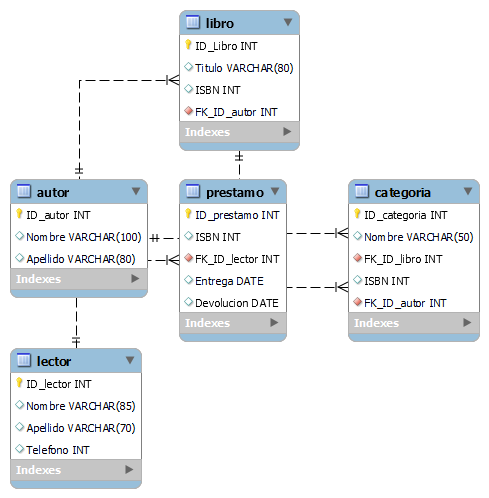 libro
ID_Libro INT
Titulo VARCHAR(80)
ISBN INT
FK_ID_autor INT
Indexes
autor
ID_autor INT
Nombre VARCHAR(100)
Apellido VARCHAR(80)
Indexes
prestamo
ID_prestamo INT
ISBN INT
FK_ID_lector INT
Entrega DATE
Devolucion DATE
Indexes
categoria
ID_categoria INT
Nombre VARCHAR(50)
FK_ID_libro INT
ISBN INT
FK_ID_autor INT
Indexes
lector
ID_lector INT
Nombre VARCHAR(85)
Apellido VARCHAR(70)
Telefono INT
Indexes